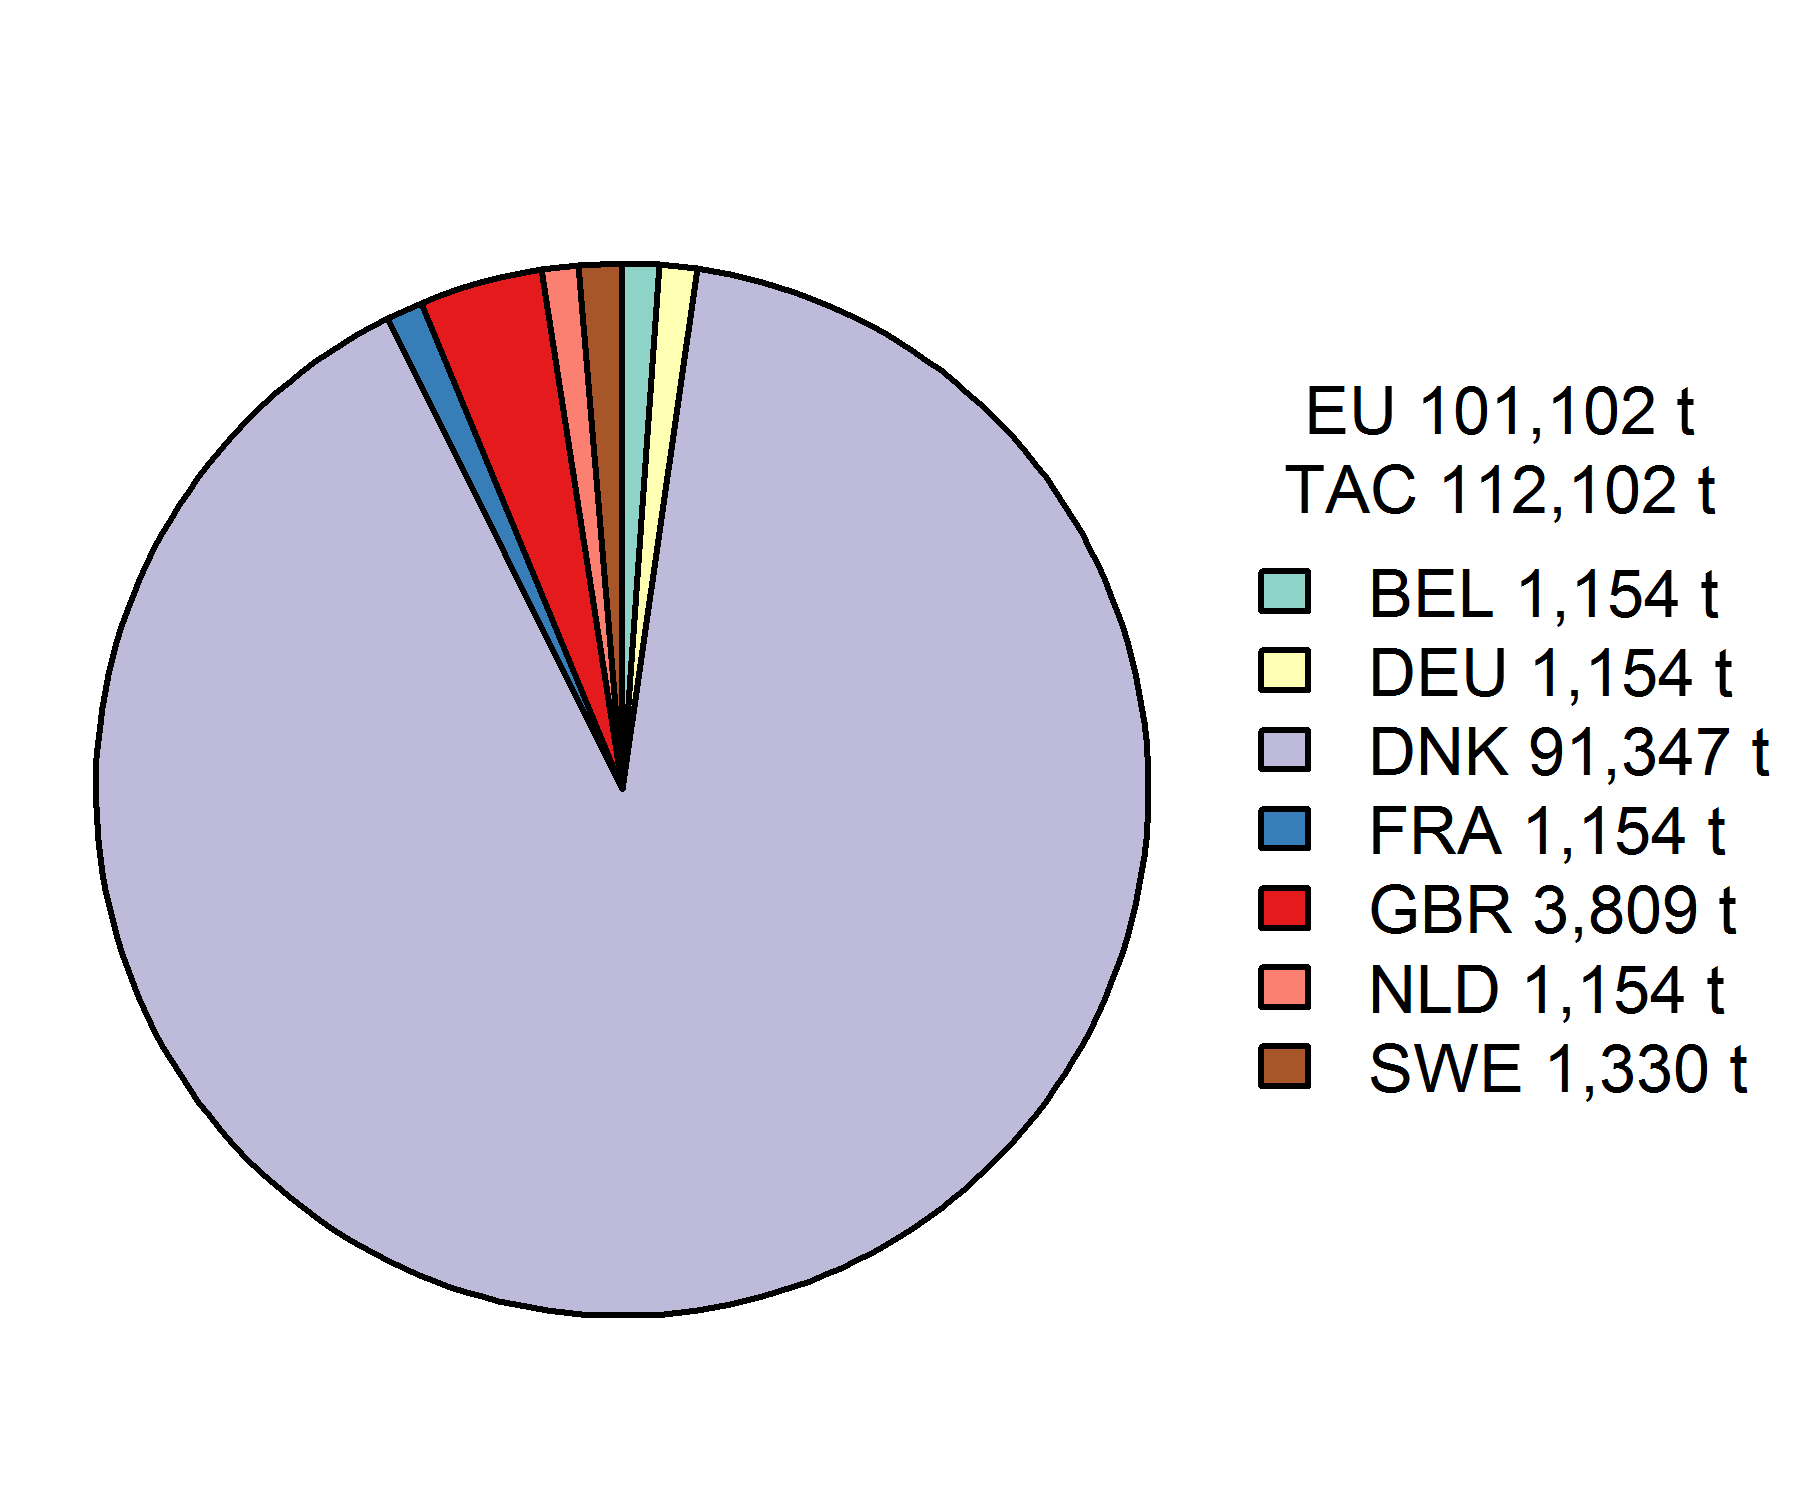 EU 101,102 t
TAC 112,102 t
BEL 1,154 t
DEU 1,154 t
DNK 91,347 t
FRA 1,154 t
GBR 3,809 t
NLD 1,154 t
SWE 1,330 t